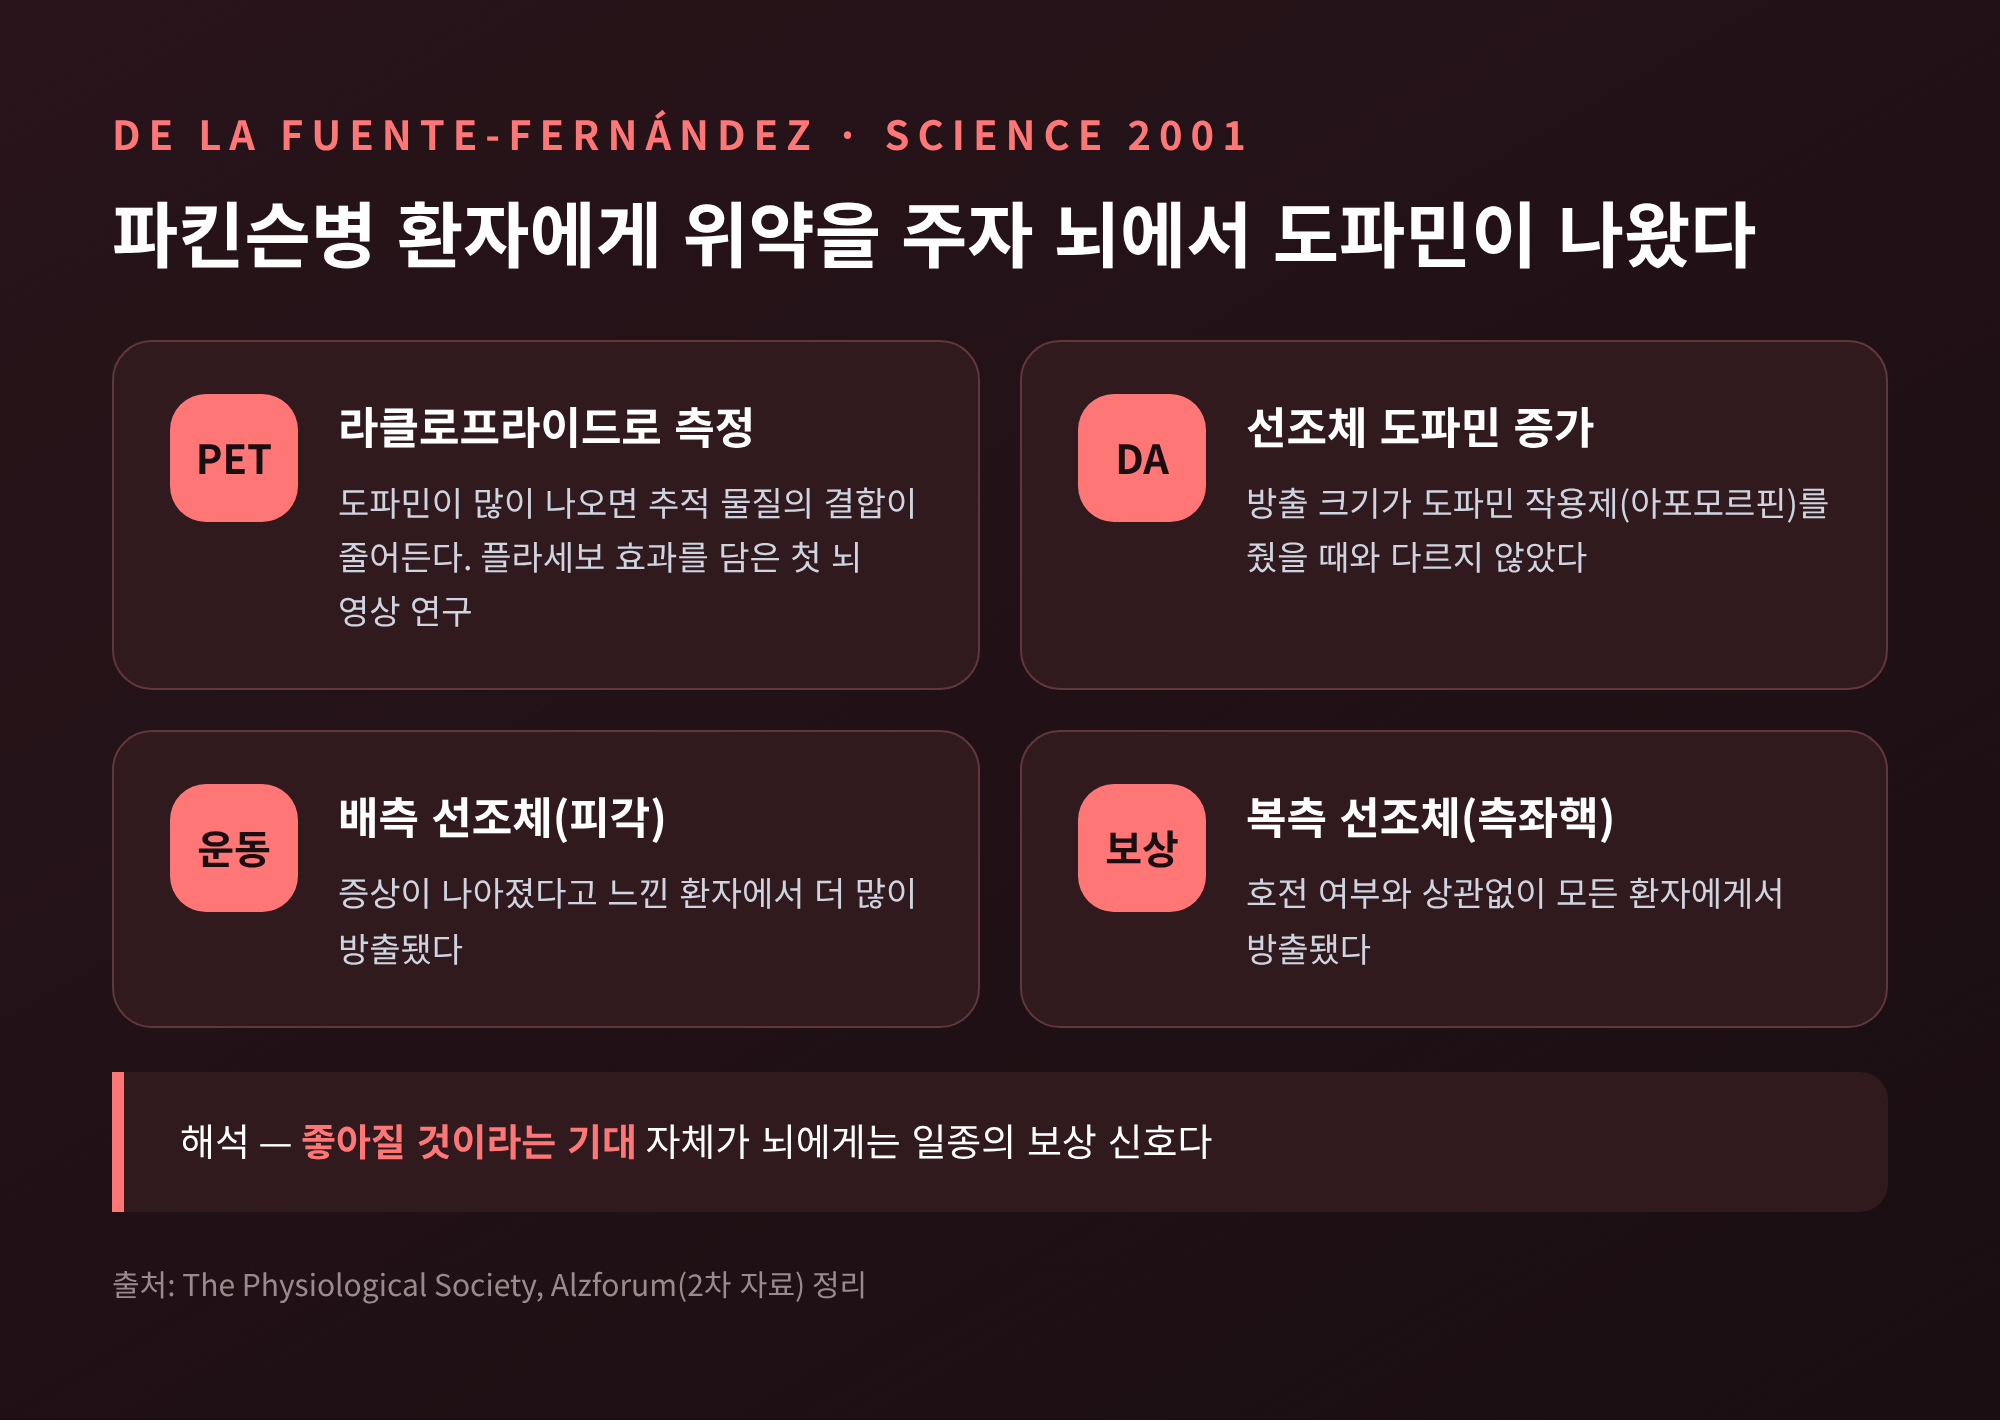 DE LA FUENTE-FERNÁNDEZ · SCIENCE 2001
파킨슨병 환자에게 위약을 주자 뇌에서 도파민이 나왔다
PET
라클로프라이드로 측정
도파민이 많이 나오면 추적 물질의 결합이
줄어든다. 플라세보 효과를 담은 첫 뇌
영상 연구
DA
선조체 도파민 증가
방출 크기가 도파민 작용제(아포모르핀)를
줬을 때와 다르지 않았다
운동
배측 선조체(피각)
증상이 나아졌다고 느낀 환자에서 더 많이
방출됐다
보상
복측 선조체(측좌핵)
호전 여부와 상관없이 모든 환자에게서
방출됐다
해석 — 좋아질 것이라는 기대 자체가 뇌에게는 일종의 보상 신호다
출처: The Physiological Society, Alzforum(2차 자료) 정리